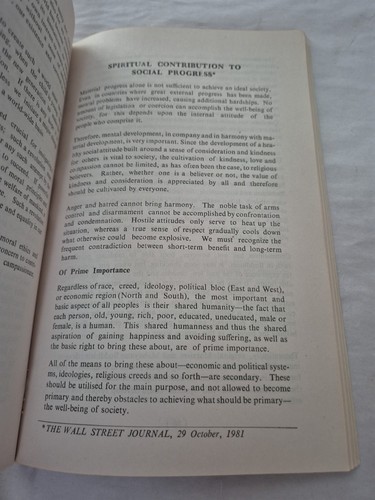 SPIRITUAL CONTRIBUTION TO
SOCIAL PROGRESS*
Material progress alone is not sufficient to achieve an ideal society.
Even in countries where great external progress has been made,
mental problems have increased, causing additional hardships. No
amount of legislation or coercion can accomplish the well-being of
society, for this depends upon the internal attitude of the
people who comprise it.
Therefore, mental development, in company and in harmony with ma-
terial development, is very important. Since the development of a hea-
lthy social attitude built around a sense of consideration and kindness
for others is vital to society, the cultivation of kindness, love and
compassion cannot be limited, as has often been the case, to religious
believers. Rather, whether one is a believer or not, the value of
kindness and consideration is appreciated by all and therefore
should be cultivated by everyone.
Anger and harred cannot bring harmony. The noble task of arms
control and disarmament cannot be accomplished by confrontation
and condemnation. Hostile attitudes only serve to heat up the
situation, whereas a true sense of respect gradually cools down
what otherwise could become explosive. We must recognize the
frequent contradiction between short-term benefit and long-term
harm.
Of Prime Importance
Regardless of race, creed, ideology, political bloc (East and West),
or economic region (North and South), the most important and
basic aspect of all peoples is their shared humanity—the fact that
each person, old, young, rich, poor, educated, uneducated, male or
female, is a human. This shared humanness and thus the shared
aspiration of gaining happiness and avoiding suffering, as well as
the basic right to bring these about, are of prime importance.
All of the means to bring these about—economic and political syste-
ms, ideologies, religious creeds and so forth—are secondary. These
should be utilised for the main purpose, and not allowed to become
primary and thereby obstacles to achieving what should be primary—
the well-being of society.
*THE WALL STREET JOURNAL, 29 October, 1981